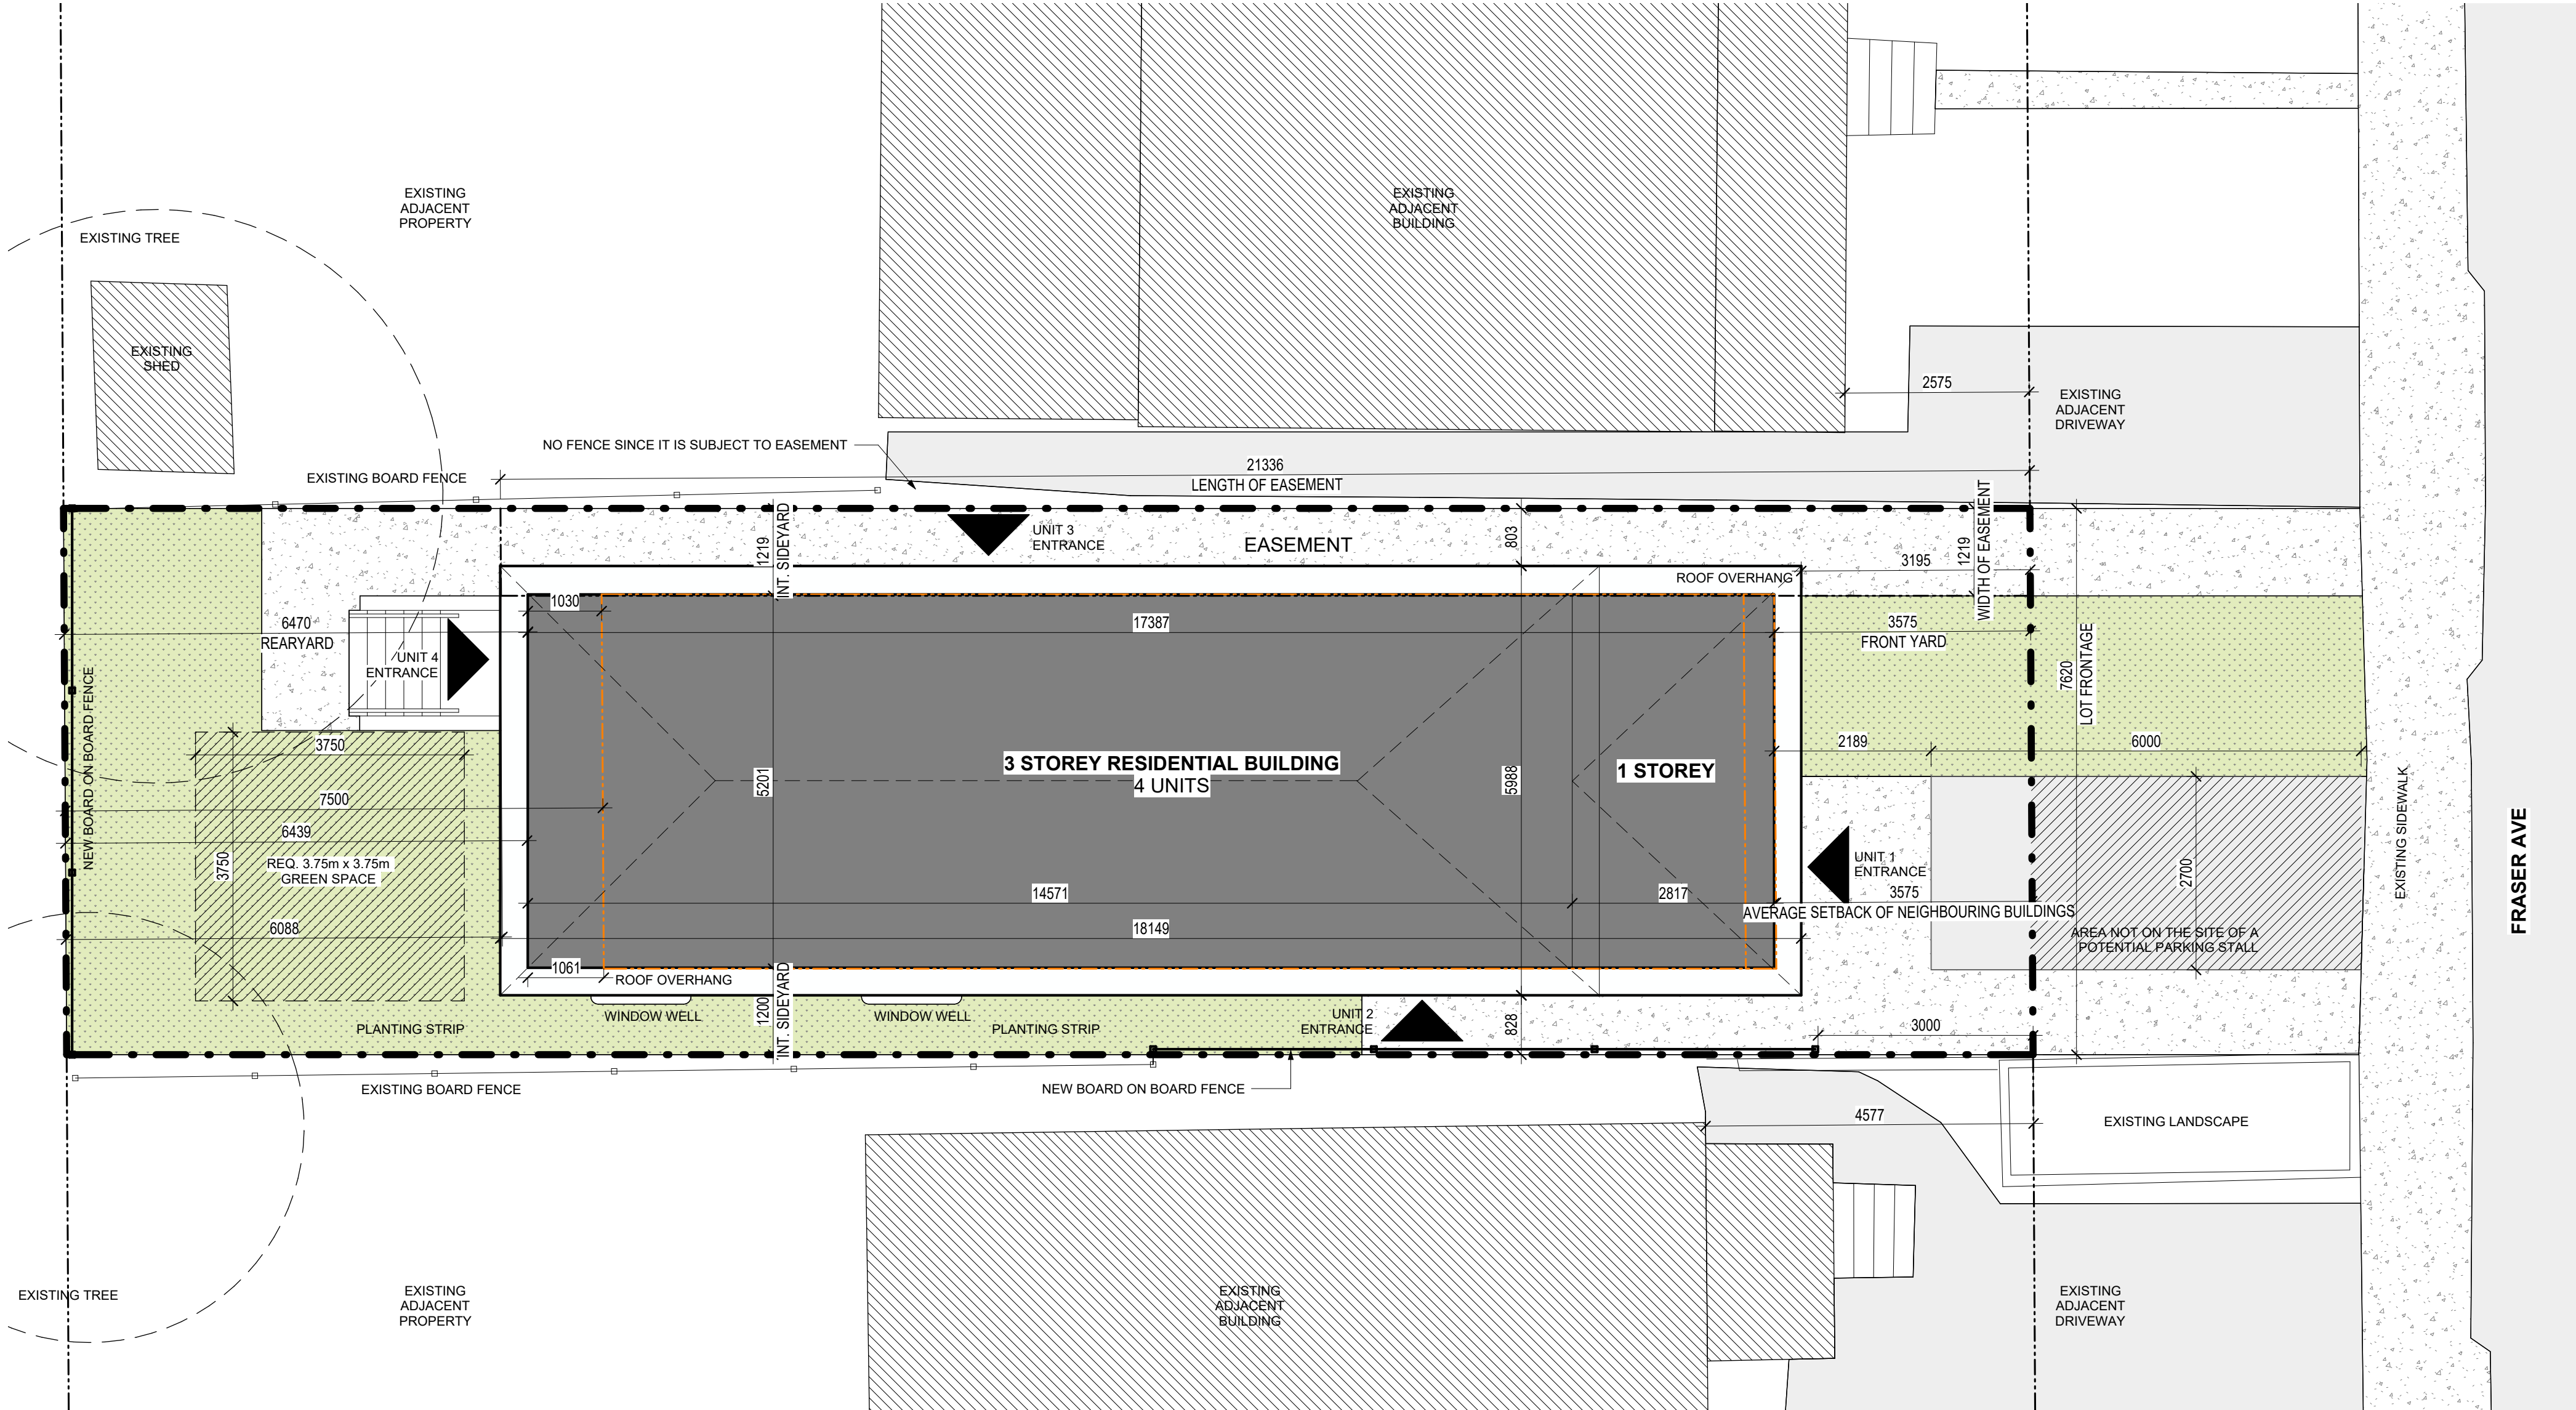 EXISTING
ADJACENT
PROPERTY
EXISTING
ADJACENT
BUILDING
EXISTING TREE
EXISTING
SHED
2575
EXISTING
ADJACENT
DRIVEWAY
NO FENCE SINCE IT IS SUBJECT TO EASEMENT
21336
LENGTH OF EASEMENT
EXISTING BOARD FENCE
1219
INT. SIDEYARD
UNIT 3
ENTRANCE
EASEMENT
803
1219
WIDTH OF EASEMENT
3195
ROOF OVERHANG
1030
6470
REARYARD
17387
3575
FRONT YARD
UNIT 4
ENTRANCE
7620
LOT FRONTAGE
NEW BOARD ON BOARD FENCE
3750
2189
6000
3 STOREY RESIDENTIAL BUILDING
4 UNITS
1 STOREY
5201
5988
7500
6439
3750
REQ. 3.75m x 3.75m
GREEN SPACE
UNIT 1
ENTRANCE
2700
EXISTING SIDEWALK
FRASER AVE
14571
2817
3575
AVERAGE SETBACK OF NEIGHBOURING BUILDINGS
6088
18149
AREA NOT ON THE SITE OF A
POTENTIAL PARKING STALL
1061
ROOF OVERHANG
1200
INT. SIDEYARD
WINDOW WELL
WINDOW WELL
UNIT 2
ENTRANCE
828
PLANTING STRIP
PLANTING STRIP
3000
EXISTING BOARD FENCE
NEW BOARD ON BOARD FENCE
4577
EXISTING LANDSCAPE
EXISTING TREE
EXISTING
ADJACENT
PROPERTY
EXISTING
ADJACENT
BUILDING
EXISTING
ADJACENT
DRIVEWAY